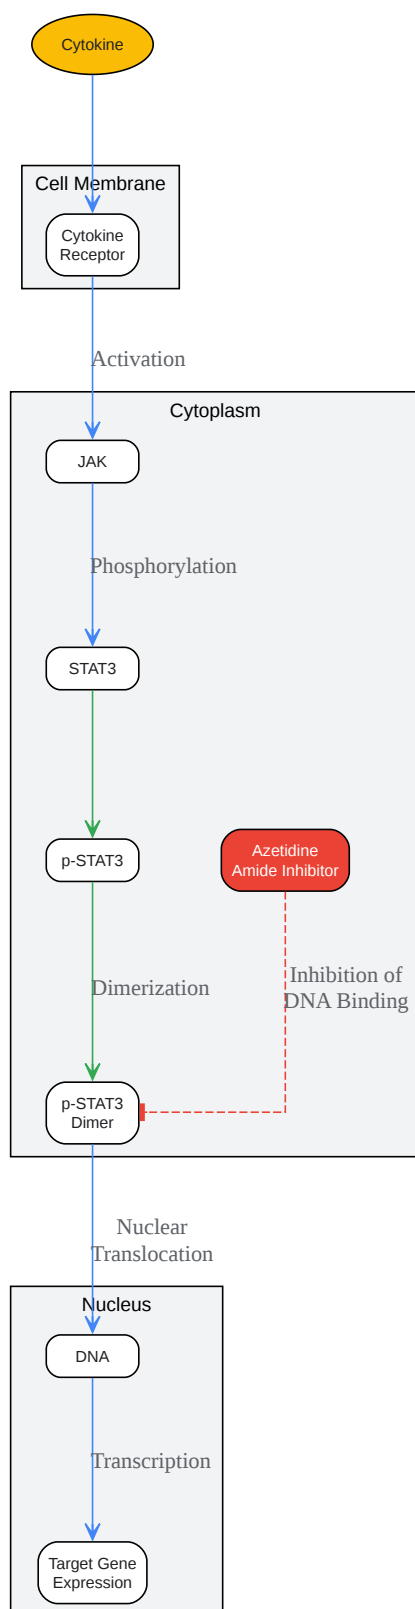 Cytokine
Cell Membrane
Cytokine
Receptor
Activation
Cytoplasm
JAK
Phosphorylation
STAT3
p-STAT3
Azetidine
Amide Inhibitor
Dimerization
Inhibition of
DNA Binding
p-STAT3
Dimer
Nuclear
Translocation
Nucleus
DNA
Transcription
Target Gene
Expression